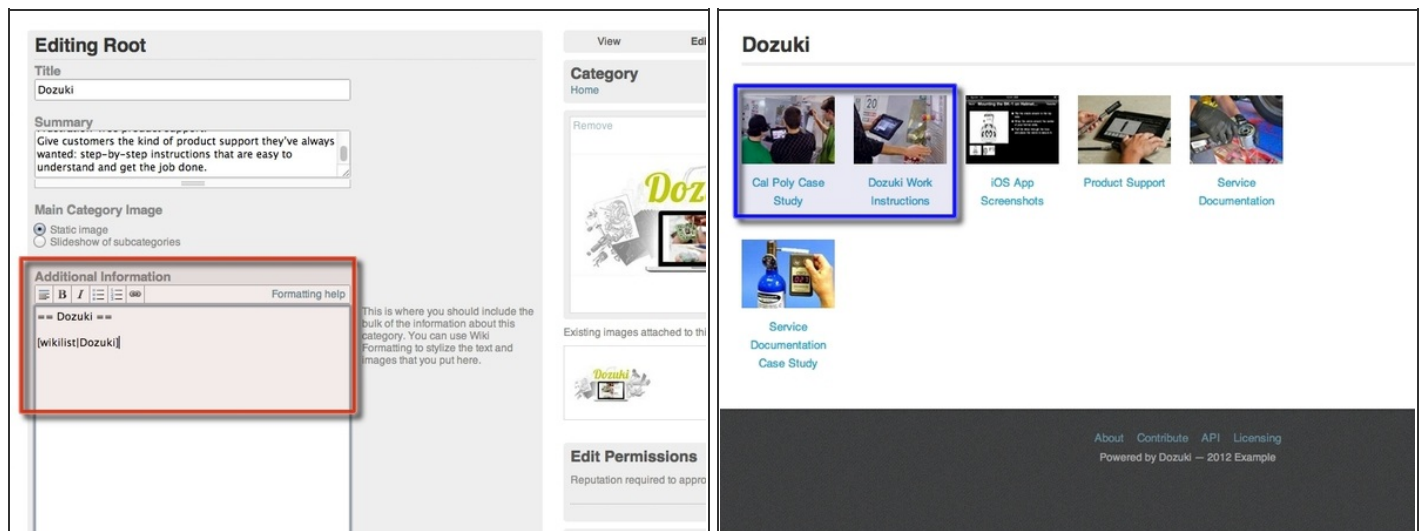 Editing Root
Title
Dozuki
Summary
Give customers the kind of product support they've always
wanted: step-by-step instructions that are easy to
understand and get the job done.
Main Category Image
Static image
Slideshow of subcategories
Additional Information
B I
Formatting help
== Dozuki ==
[wikilist|Dozuki]
This is where you should include the
bulk of the information about this
category. You can use Wiki
Formatting to stylize the text and
images that you put here.
View
Edi
Category
Home
Remove
Doz
Existing images attached to thi
Dozuki
Edit Permissions
Reputation required to appro
Dozuki
Cal Poly Case
Study
Dozuki Work
Instructions
iOS App
Screenshots
Product Support
Service
Documentation
Service
Documentation
Case Study
About Contribute API Licensing
Powered by Dozuki — 2012 Example